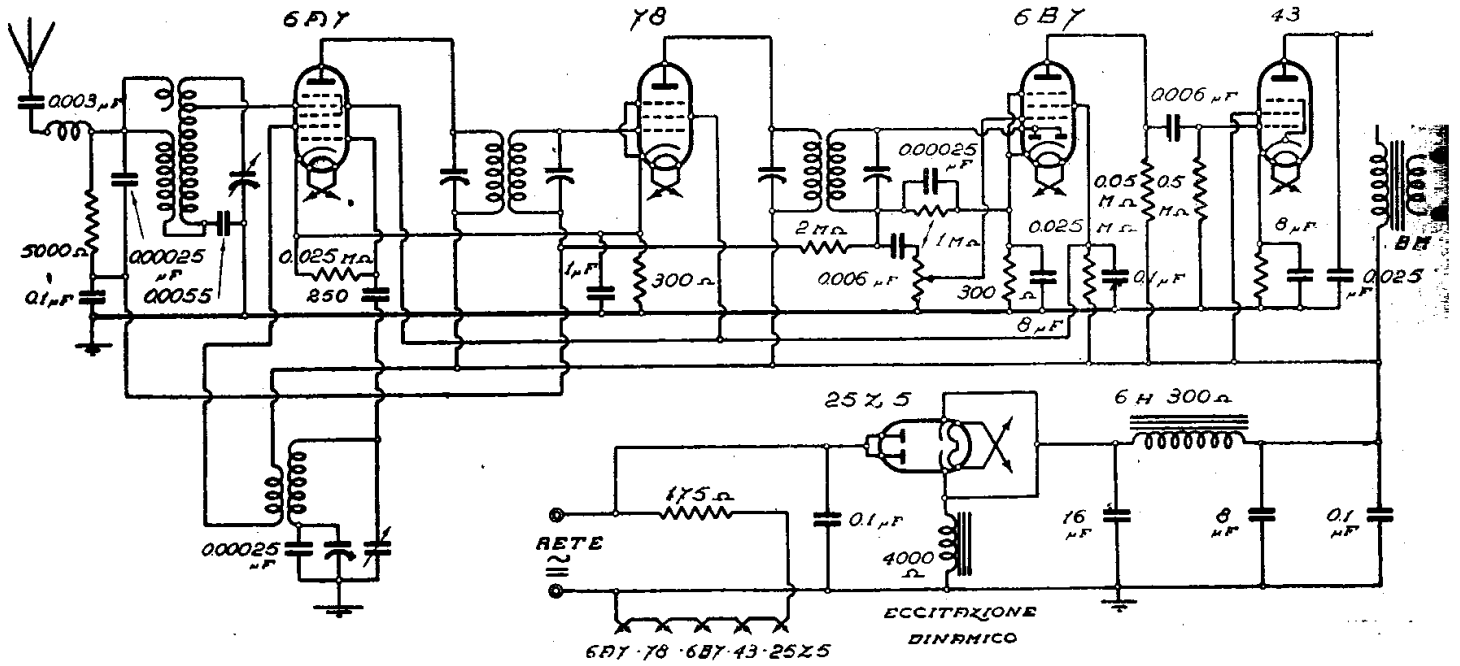 6A7
78
6B7
43
0.003 µF
0.006 µF
0.00025
µF
0.05
MΩ
0.5
MΩ
5000 Ω
0.00025
µF
0.0055
0.025 MΩ
250
0.1 µF
1 µF
300 Ω
2 MΩ
1 MΩ
0.006 µF
0.025
MΩ
300
Ω
8 µF
0.1 µF
8 µF
BM
0.025
µF
25Z5
6 H 300 Ω
175 Ω
0.1 µF
RETE
4000
Ω
16
µF
8
µF
0.1
µF
0.00025
µF
ECCITAZIONE
DINAMICO
6A7·78·6B7·43·25Z5